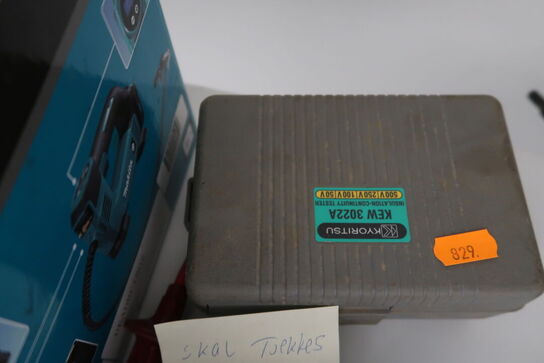 KYORITSU
KEW 3022A
INSULATION-CONTINUITY TESTER
500V 250V 100V 50V
829.
skal Tjekkes